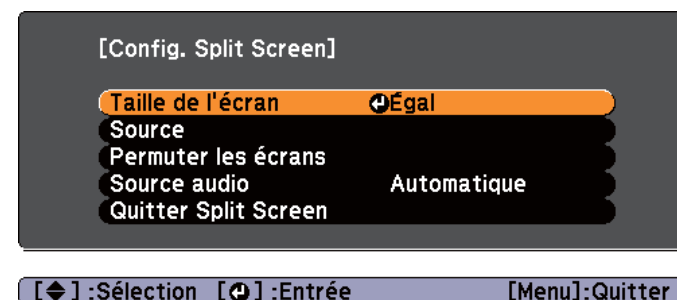 [Config. Split Screen]
Taille de l'écran Égal
Source
Permuter les écrans
Source audio Automatique
Quitter Split Screen
[◆] :Sélection [↵] :Entrée [Menu]:Quitter